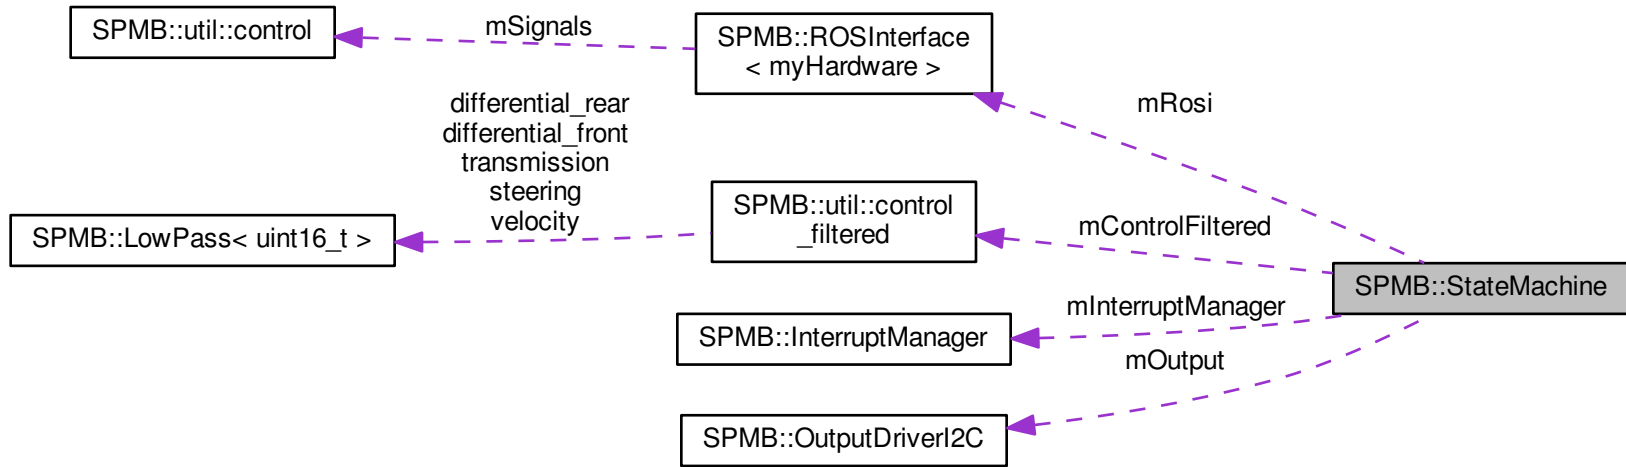 SPMB::util::control
mSignals
SPMB::ROSInterface
< myHardware >
mRosi
differential_rear
differential_front
transmission
steering
velocity
SPMB::LowPass< uint16_t >
SPMB::util::control
_filtered
mControlFiltered
SPMB::StateMachine
mInterruptManager
SPMB::InterruptManager
mOutput
SPMB::OutputDriverI2C